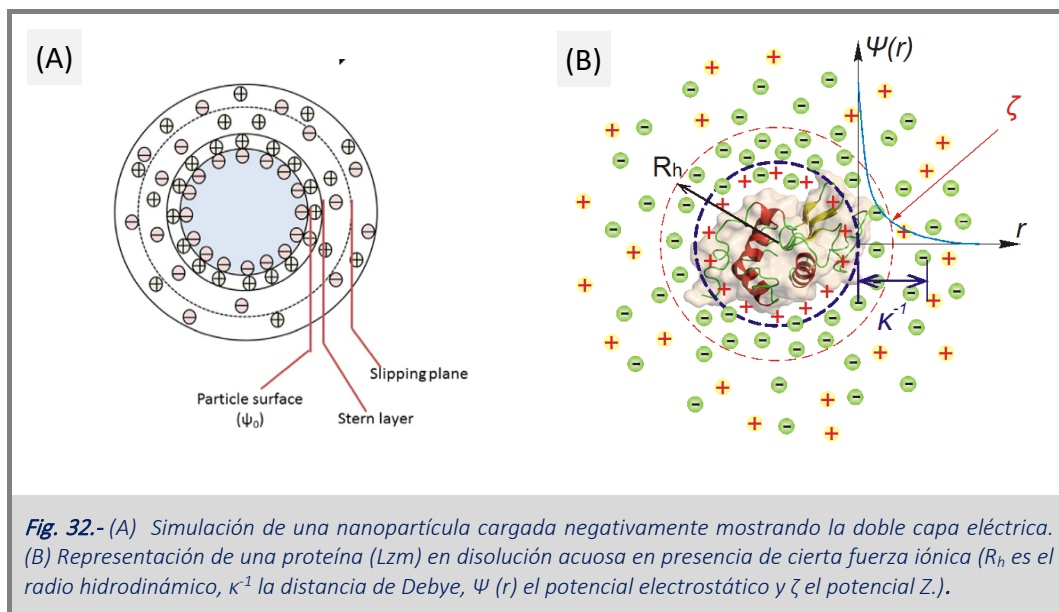 (A)
Particle surface
(ψ₀)
Stern layer
Slipping plane
(B)
Ψ(r)
ζ
Rh
r
κ⁻¹
Fig. 32.- (A) Simulación de una nanopartícula cargada negativamente mostrando la doble capa eléctrica.
(B) Representación de una proteína (Lzm) en disolución acuosa en presencia de cierta fuerza iónica (Rh es el
radio hidrodinámico, κ⁻¹ la distancia de Debye, Ψ (r) el potencial electrostático y ζ el potencial Z.).